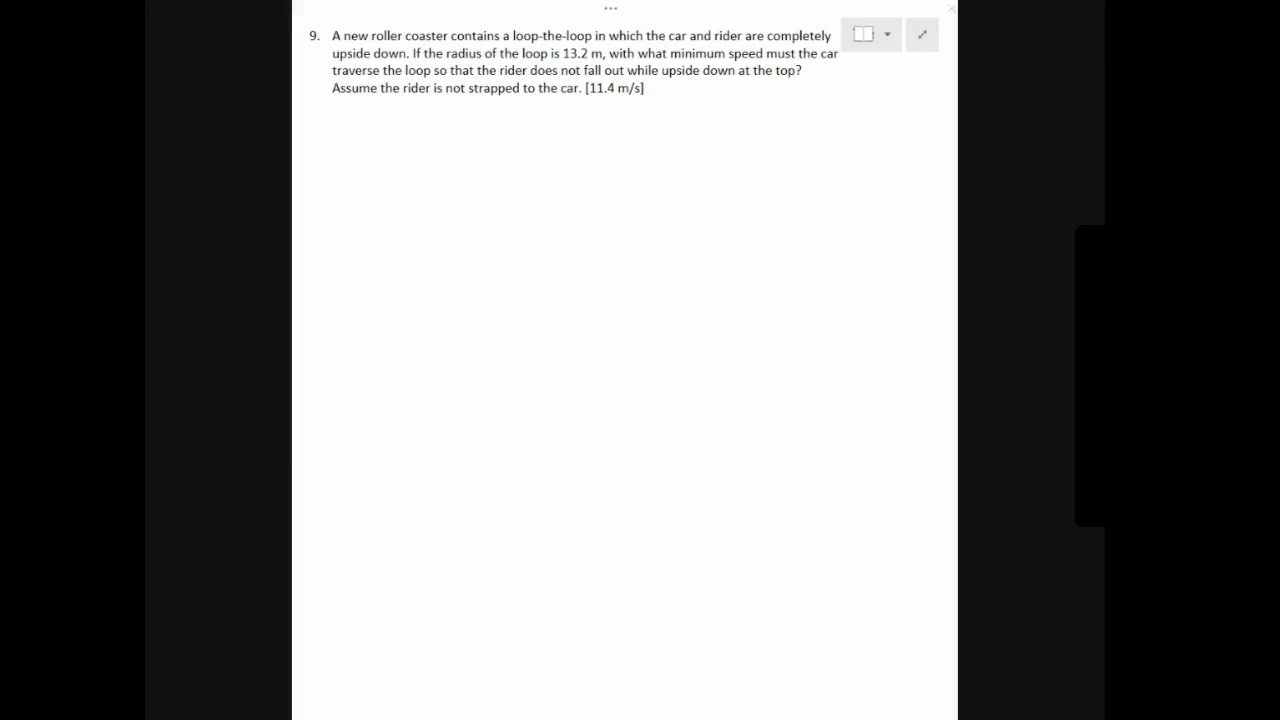 9. A new roller coaster contains a loop-the-loop in which the car and rider are completely
upside down. If the radius of the loop is 13.2 m, with what minimum speed must the car
traverse the loop so that the rider does not fall out while upside down at the top?
Assume the rider is not strapped to the car. [11.4 m/s]